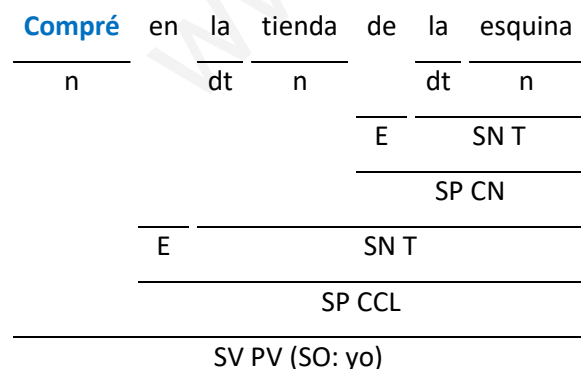 Compré en la tienda de la esquina
n dt n dt n
E SN T
SP CN
E SN T
SP CCL
SV PV (SO: yo)